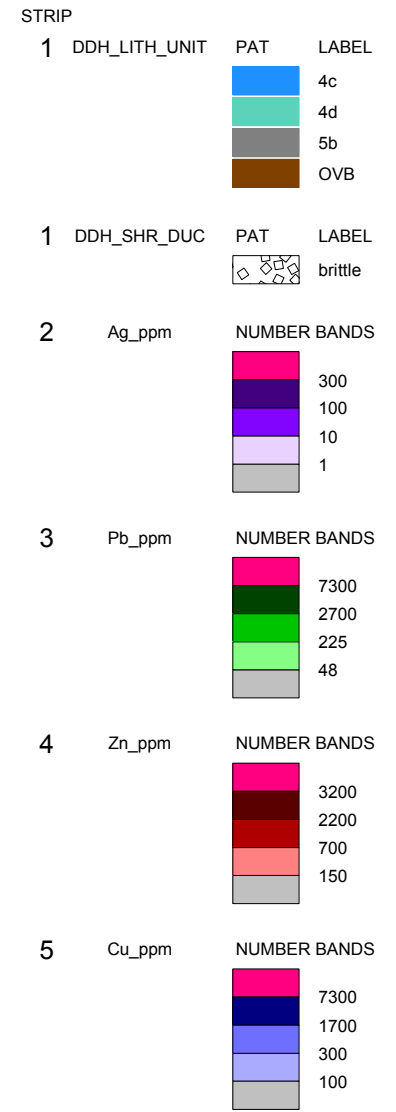 STRIP
1 DDH_LITH_UNIT PAT LABEL
4c
4d
5b
OVB
1 DDH_SHR_DUC PAT LABEL
brittle
2 Ag_ppm NUMBER BANDS
300
100
10
1
3 Pb_ppm NUMBER BANDS
7300
2700
225
48
4 Zn_ppm NUMBER BANDS
3200
2200
700
150
5 Cu_ppm NUMBER BANDS
7300
1700
300
100